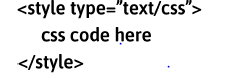 <style type=”text/css”>
css code here
</style>